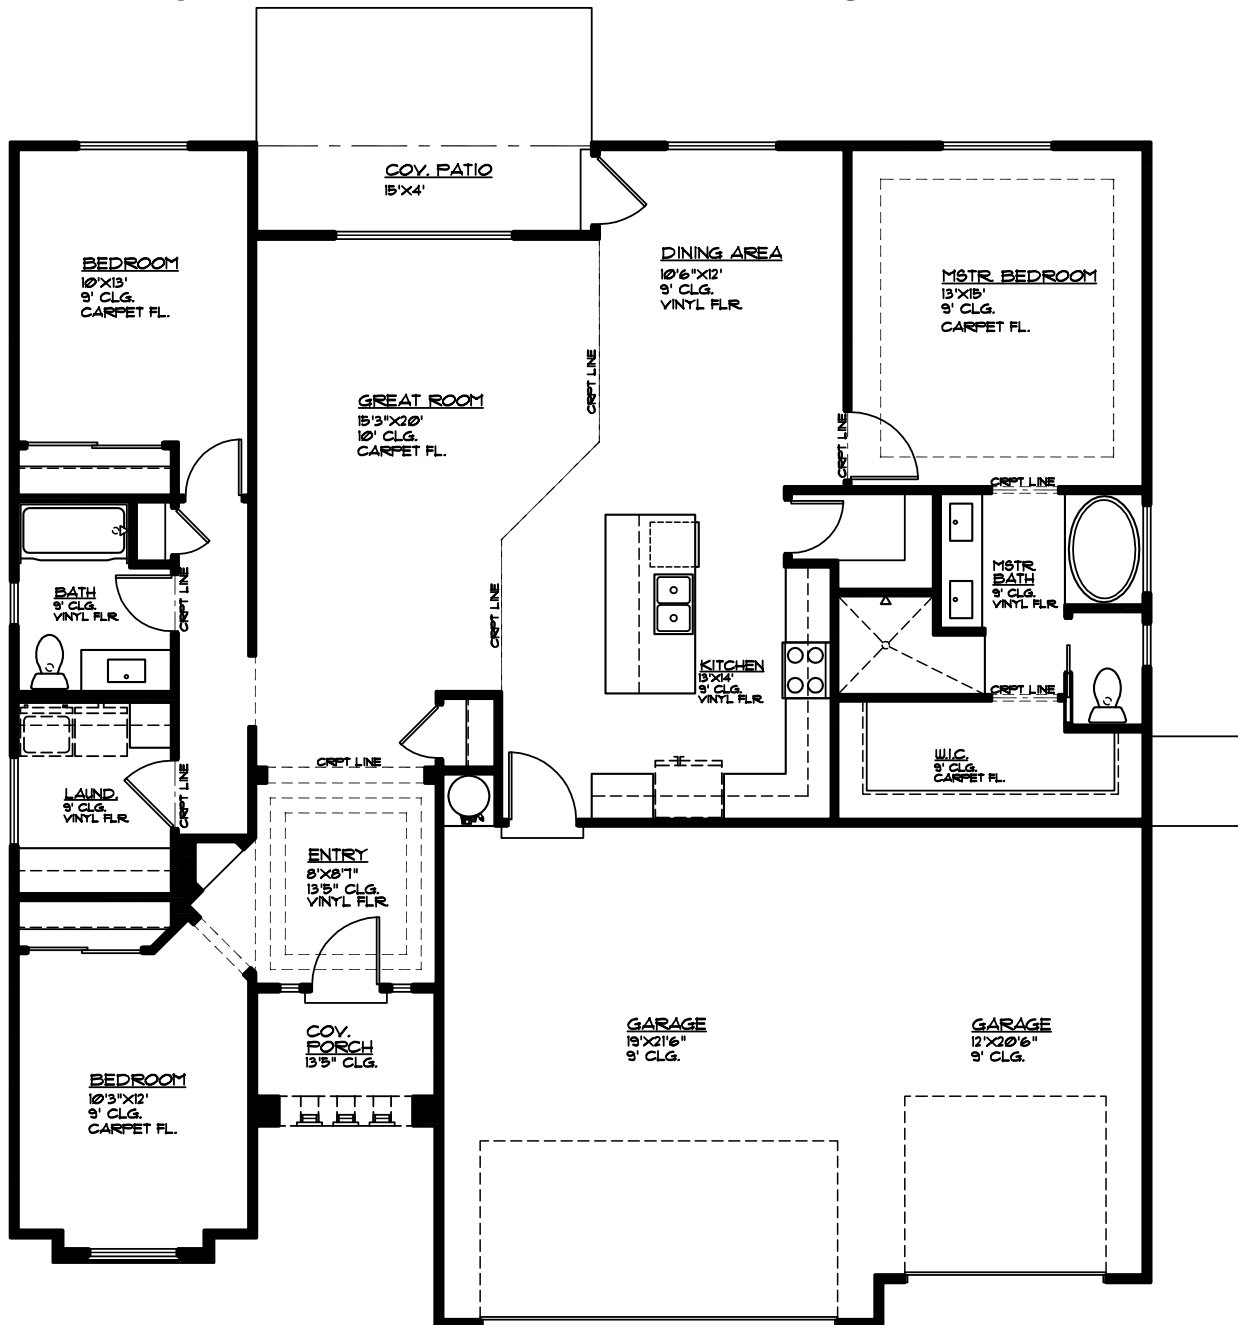 COV. PATIO
15'X4'
BEDROOM
10'X13'
9' CLG.
CARPET FL.
DINING AREA
10'6"X12'
9' CLG.
VINYL FLR
MSTR. BEDROOM
13'X15'
9' CLG.
CARPET FL.
CRPT LINE
GREAT ROOM
15'3"X20'
10' CLG.
CARPET FL.
CRPT LINE
CRPT LINE
BATH
9' CLG.
VINYL FLR
CRPT LINE
CRPT LINE
MSTR.
BATH
9' CLG.
VINYL FLR
KITCHEN
13'X14'
9' CLG.
VINYL FLR
CRPT LINE
CRPT LINE
W.I.C.
9' CLG.
CARPET FL.
LAUND.
9' CLG.
VINYL FLR
CRPT LINE
ENTRY
8'X8'7"
13'5" CLG.
VINYL FLR
COV.
PORCH
13'5" CLG.
GARAGE
19'X21'6"
9' CLG.
GARAGE
12'X20'6"
9' CLG.
BEDROOM
10'3"X12'
9' CLG.
CARPET FL.